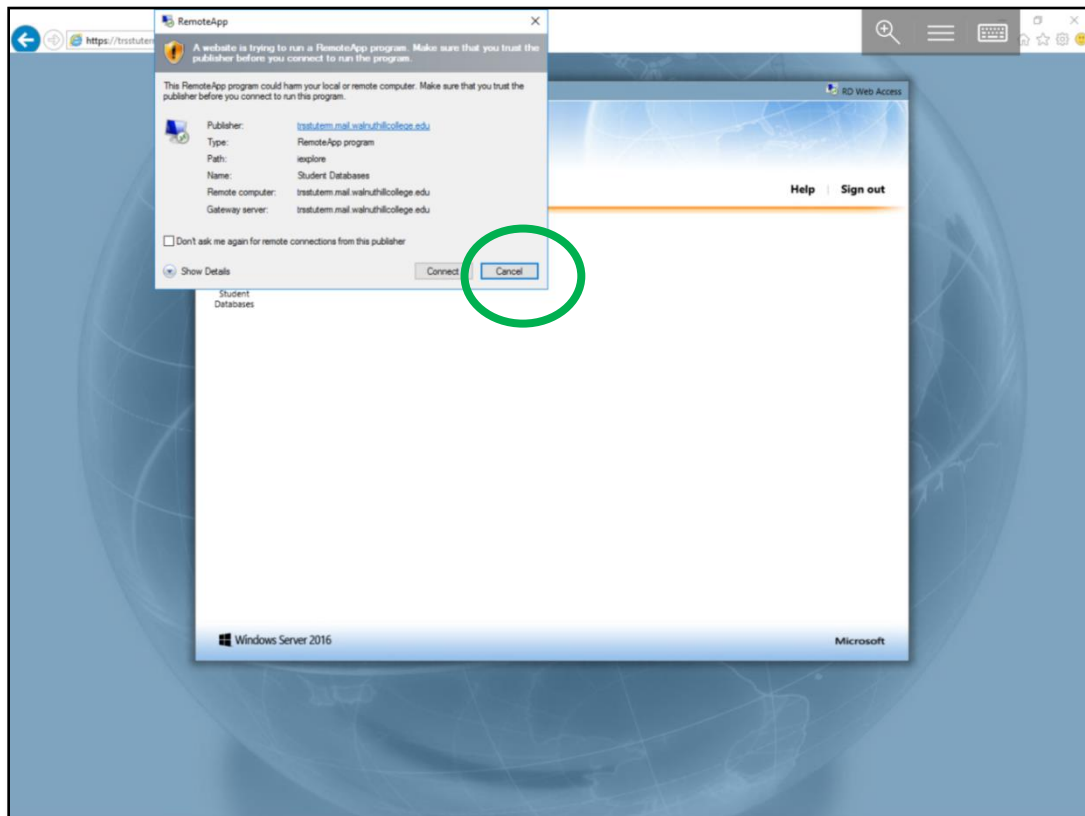 RemoteApp
https://trsstuter
A website is trying to run a RemoteApp program. Make sure that you trust the
publisher before you connect to run the program.
This RemoteApp program could harm your local or remote computer. Make sure that you trust the
publisher before you connect to run this program.
Publisher: trsstuterm.mail.walnuthillcollege.edu
Type: RemoteApp program
Path: iexplore
Name: Student Databases
Remote computer: trsstuterm.mail.walnuthillcollege.edu
Gateway server: trsstuterm.mail.walnuthillcollege.edu
Don't ask me again for remote connections from this publisher
Show Details
Connect
Cancel
RD Web Access
Help
Sign out
Student
Databases
Windows Server 2016
Microsoft